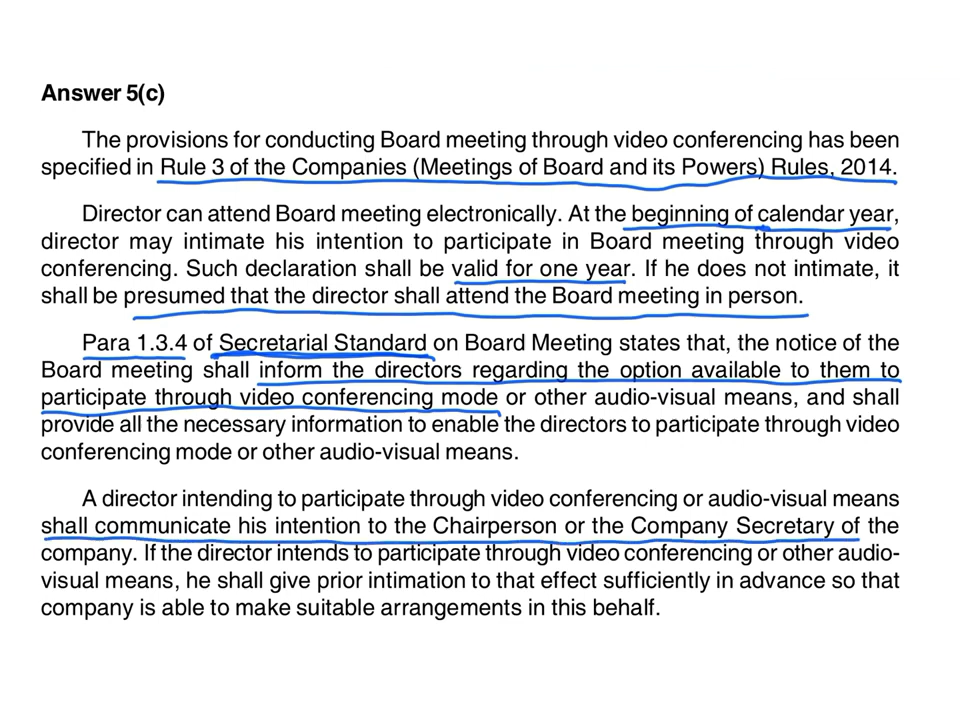 Answer 5(c)
The provisions for conducting Board meeting through video conferencing has been
specified in Rule 3 of the Companies (Meetings of Board and its Powers) Rules, 2014.
Director can attend Board meeting electronically. At the beginning of calendar year,
director may intimate his intention to participate in Board meeting through video
conferencing. Such declaration shall be valid for one year. If he does not intimate, it
shall be presumed that the director shall attend the Board meeting in person.
Para 1.3.4 of Secretarial Standard on Board Meeting states that, the notice of the
Board meeting shall inform the directors regarding the option available to them to
participate through video conferencing mode or other audio-visual means, and shall
provide all the necessary information to enable the directors to participate through video
conferencing mode or other audio-visual means.
A director intending to participate through video conferencing or audio-visual means
shall communicate his intention to the Chairperson or the Company Secretary of the
company. If the director intends to participate through video conferencing or other audio-
visual means, he shall give prior intimation to that effect sufficiently in advance so that
company is able to make suitable arrangements in this behalf.